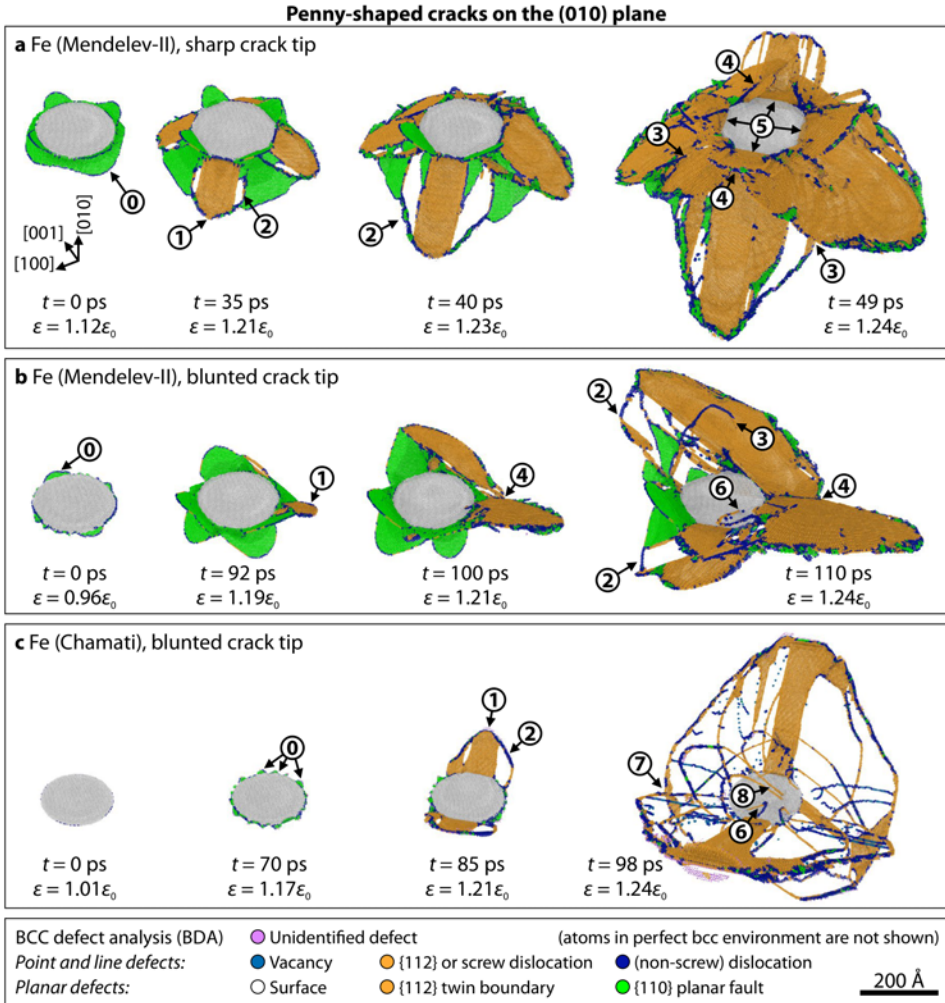 Penny-shaped cracks on the (010) plane
a Fe (Mendelev-II), sharp crack tip
4
5
3
4
0
1
2
2
3
[001]
[010]
[100]
t = 0 ps
ε = 1.12ε₀
t = 35 ps
ε = 1.21ε₀
t = 40 ps
ε = 1.23ε₀
t = 49 ps
ε = 1.24ε₀
b Fe (Mendelev-II), blunted crack tip
2
3
0
1
4
6
4
2
t = 0 ps
ε = 0.96ε₀
t = 92 ps
ε = 1.19ε₀
t = 100 ps
ε = 1.21ε₀
t = 110 ps
ε = 1.24ε₀
c Fe (Chamati), blunted crack tip
1
0
2
7
8
6
t = 0 ps
ε = 1.01ε₀
t = 70 ps
ε = 1.17ε₀
t = 85 ps
ε = 1.21ε₀
t = 98 ps
ε = 1.24ε₀
BCC defect analysis (BDA) Unidentified defect (atoms in perfect bcc environment are not shown)
Point and line defects: Vacancy {112} or screw dislocation (non-screw) dislocation
Planar defects: Surface {112} twin boundary {110} planar fault
200 Å